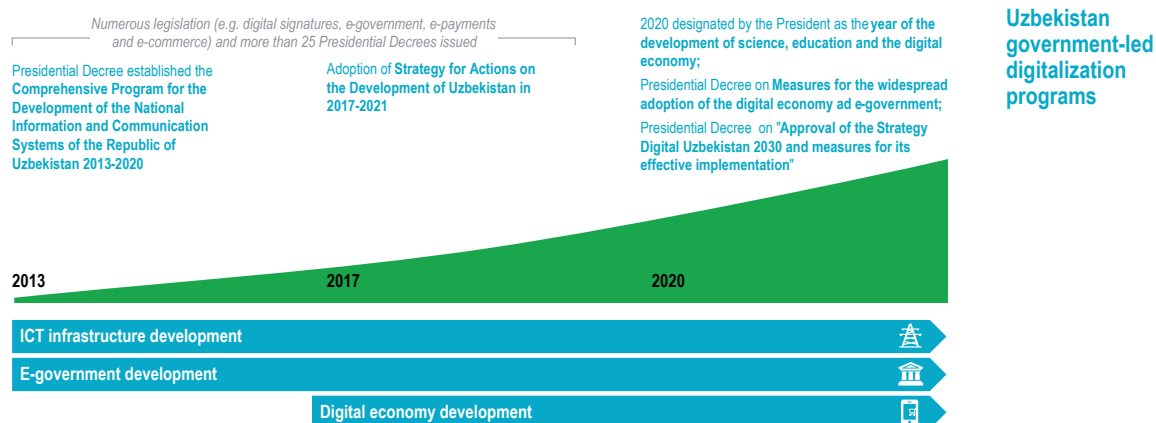 Numerous legislation (e.g. digital signatures, e-government, e-payments
and e-commerce) and more than 25 Presidential Decrees issued
Presidential Decree established the
Comprehensive Program for the
Development of the National
Information and Communication
Systems of the Republic of
Uzbekistan 2013-2020
Adoption of Strategy for Actions on
the Development of Uzbekistan in
2017-2021
2020 designated by the President as the year of the
development of science, education and the digital
economy;
Presidential Decree on Measures for the widespread
adoption of the digital economy ad e-government;
Presidential Decree on "Approval of the Strategy
Digital Uzbekistan 2030 and measures for its
effective implementation"
Uzbekistan
government-led
digitalization
programs
2013
2017
2020
ICT infrastructure development
E-government development
Digital economy development